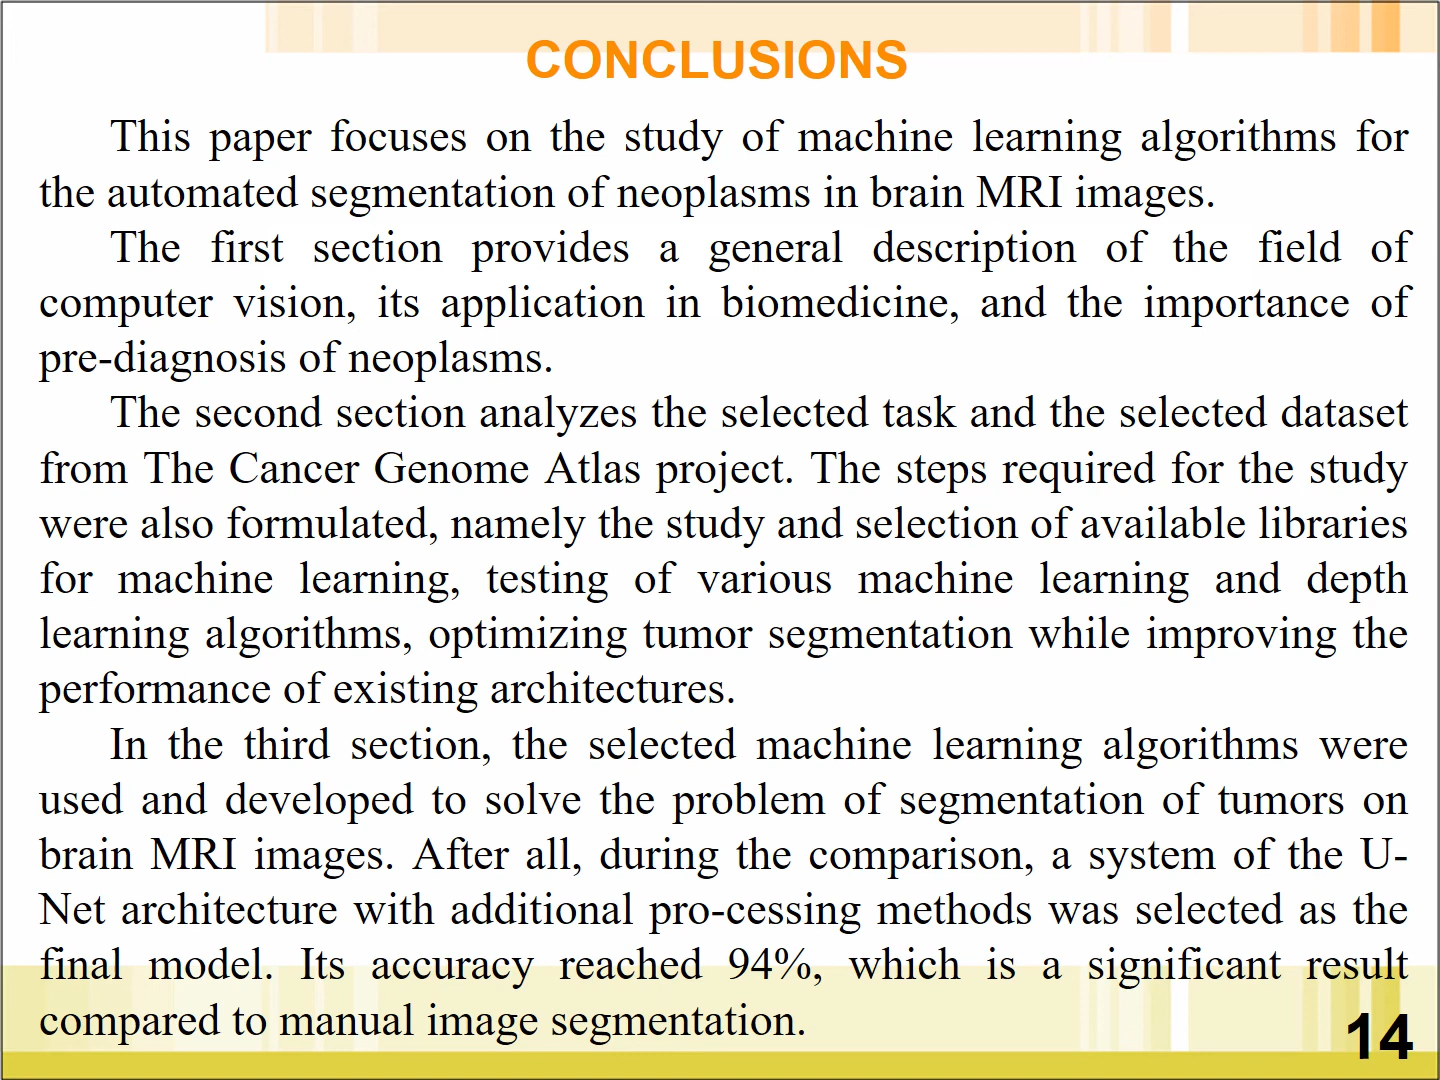 CONCLUSIONS
This paper focuses on the study of machine learning algorithms for
the automated segmentation of neoplasms in brain MRI images.
The first section provides a general description of the field of
computer vision, its application in biomedicine, and the importance of
pre-diagnosis of neoplasms.
The second section analyzes the selected task and the selected dataset
from The Cancer Genome Atlas project. The steps required for the study
were also formulated, namely the study and selection of available libraries
for machine learning, testing of various machine learning and depth
learning algorithms, optimizing tumor segmentation while improving the
performance of existing architectures.
In the third section, the selected machine learning algorithms were
used and developed to solve the problem of segmentation of tumors on
brain MRI images. After all, during the comparison, a system of the U-
Net architecture with additional pro-cessing methods was selected as the
final model. Its accuracy reached 94%, which is a significant result
compared to manual image segmentation.
14